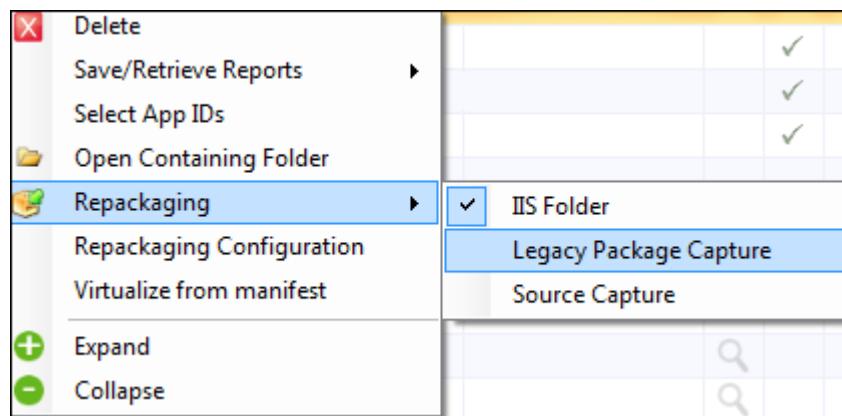 Delete
Save/Retrieve Reports
Select App IDs
Open Containing Folder
Repackaging
IIS Folder
Repackaging Configuration
Legacy Package Capture
Virtualize from manifest
Source Capture
Expand
Collapse